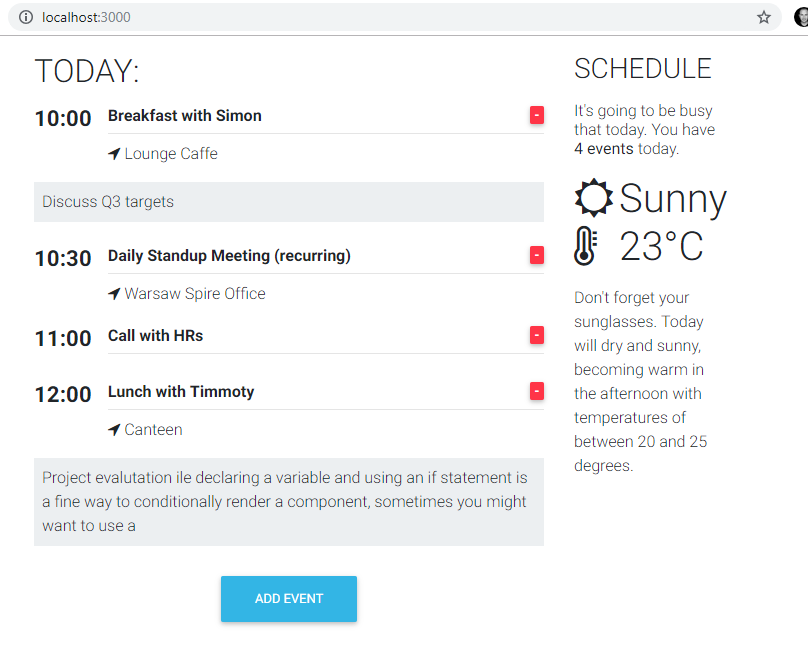 localhost:3000
TODAY:
10:00 Breakfast with Simon -
Lounge Caffe
Discuss Q3 targets
10:30 Daily Standup Meeting (recurring) -
Warsaw Spire Office
11:00 Call with HRs -
12:00 Lunch with Timmoty -
Canteen
Project evalutation ile declaring a variable and using an if statement is
a fine way to conditionally render a component, sometimes you might
want to use a
ADD EVENT
SCHEDULE
It's going to be busy
that today. You have
4 events today.
Sunny
23°C
Don't forget your
sunglasses. Today
will dry and sunny,
becoming warm in
the afternoon with
temperatures of
between 20 and 25
degrees.